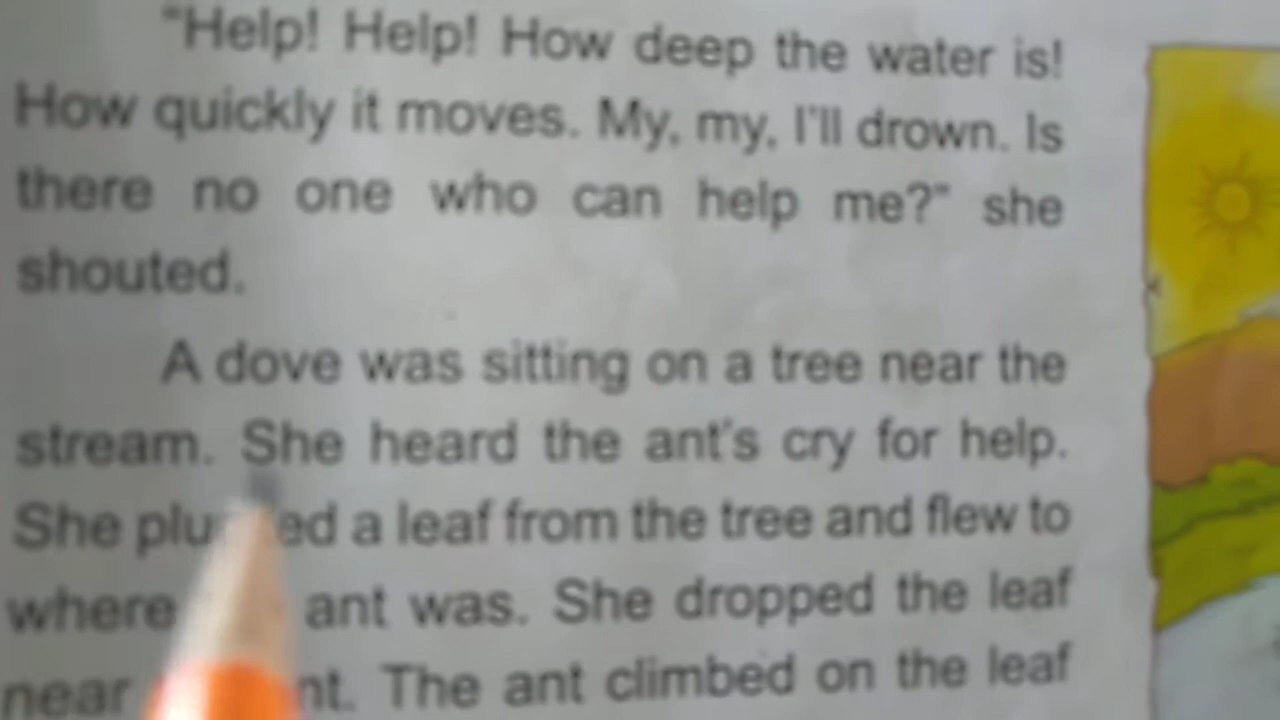 "Help! Help! How deep the water is!
How quickly it moves. My, my, I'll drown. Is
there no one who can help me?" she
shouted.
A dove was sitting on a tree near the
stream. She heard the ant's cry for help.
She a leaf from the tree and flew to
where ant was. She dropped the leaf
near The ant climbed on the leaf